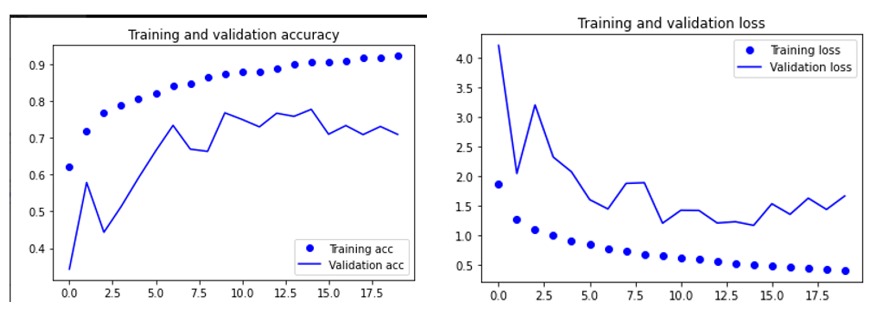 Training and validation accuracy
0.9
0.8
0.7
0.6
0.5
0.4
Training acc
Validation acc
0.0 2.5 5.0 7.5 10.0 12.5 15.0 17.5
Training and validation loss
4.0
3.5
3.0
2.5
2.0
1.5
1.0
0.5
Training loss
Validation loss
0.0 2.5 5.0 7.5 10.0 12.5 15.0 17.5